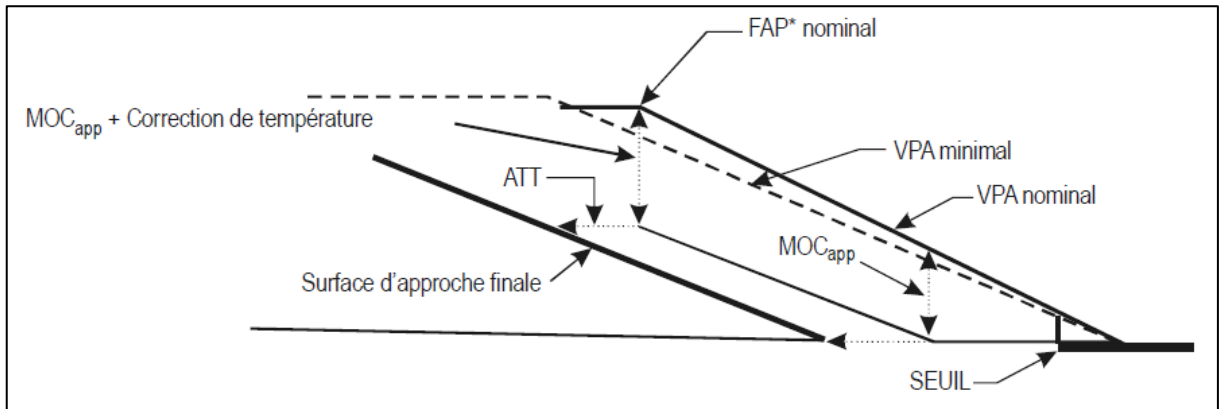 FAP* nominal
MOCapp + Correction de température
VPA minimal
ATT
VPA nominal
MOCapp
Surface d'approche finale
SEUIL